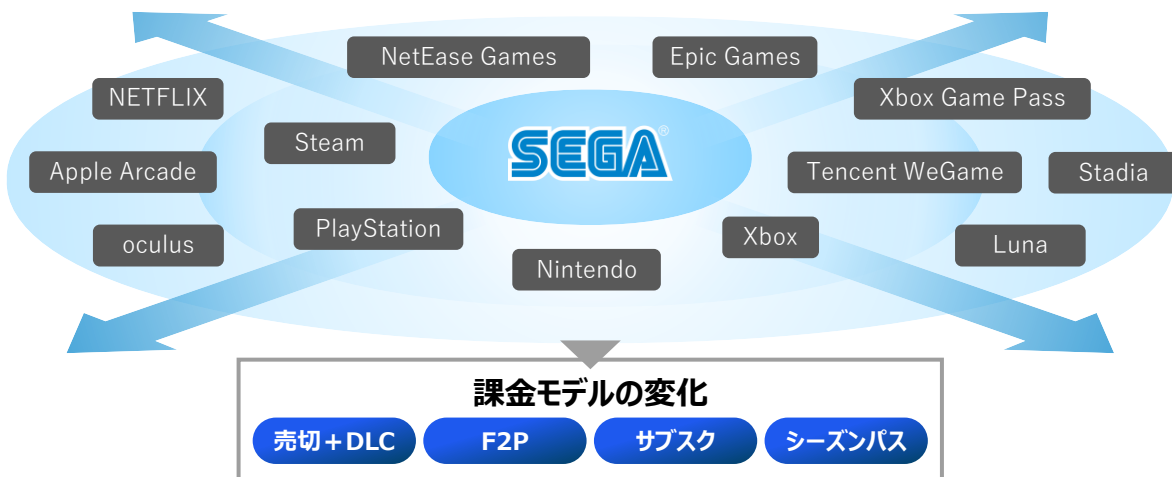 NetEase Games
Epic Games
NETFLIX
Xbox Game Pass
Steam
SEGA®
Apple Arcade
Tencent WeGame
Stadia
PlayStation
oculus
Xbox
Luna
Nintendo
課金モデルの変化
売切+DLC
F2P
サブスク
シーズンパス